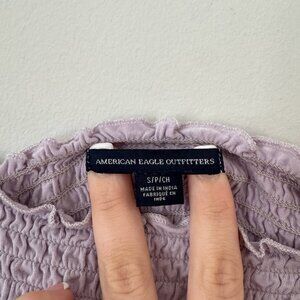 AMERICAN EAGLE OUTFITTERS
S/P/CH
MADE IN INDIA
FABRIQUÉ EN
INDE